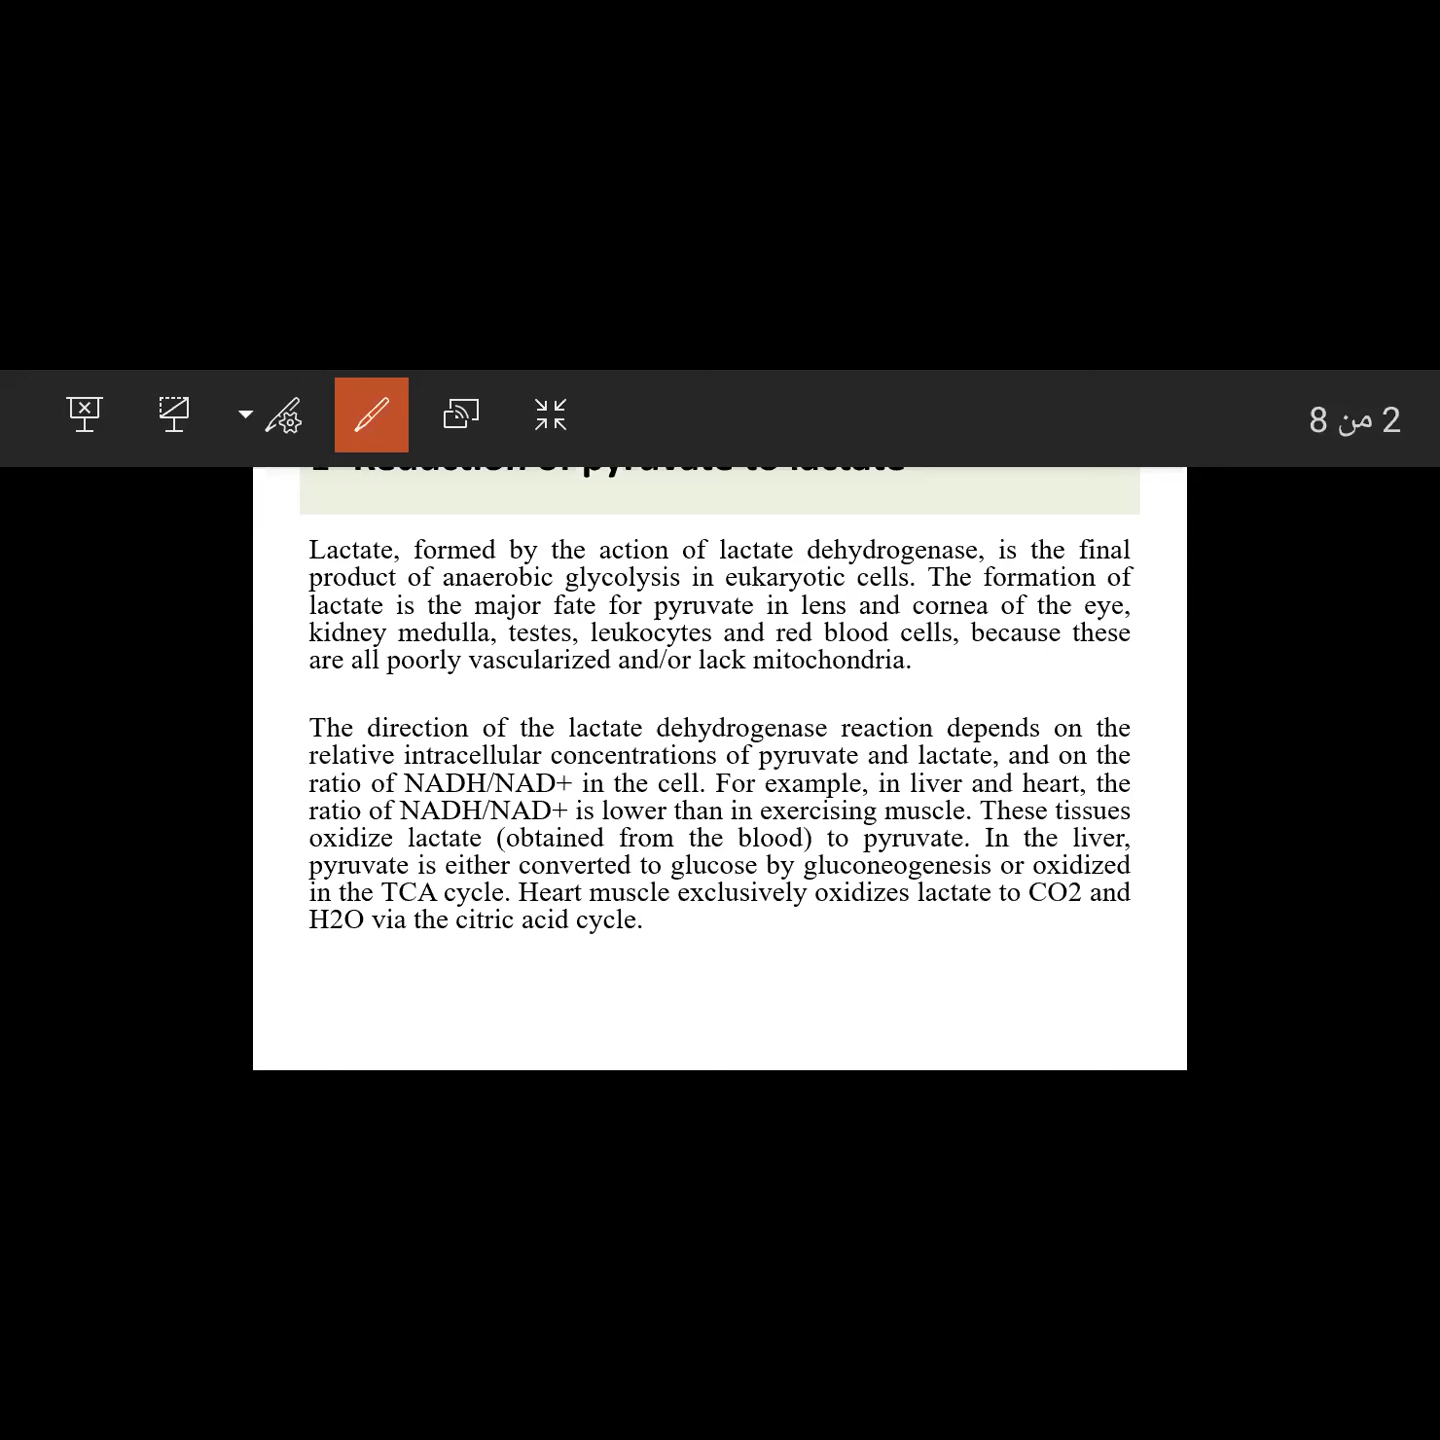 2 من 8
1- Reduction of pyruvate to lactate
Lactate, formed by the action of lactate dehydrogenase, is the final
product of anaerobic glycolysis in eukaryotic cells. The formation of
lactate is the major fate for pyruvate in lens and cornea of the eye,
kidney medulla, testes, leukocytes and red blood cells, because these
are all poorly vascularized and/or lack mitochondria.
The direction of the lactate dehydrogenase reaction depends on the
relative intracellular concentrations of pyruvate and lactate, and on the
ratio of NADH/NAD+ in the cell. For example, in liver and heart, the
ratio of NADH/NAD+ is lower than in exercising muscle. These tissues
oxidize lactate (obtained from the blood) to pyruvate. In the liver,
pyruvate is either converted to glucose by gluconeogenesis or oxidized
in the TCA cycle. Heart muscle exclusively oxidizes lactate to CO2 and
H2O via the citric acid cycle.